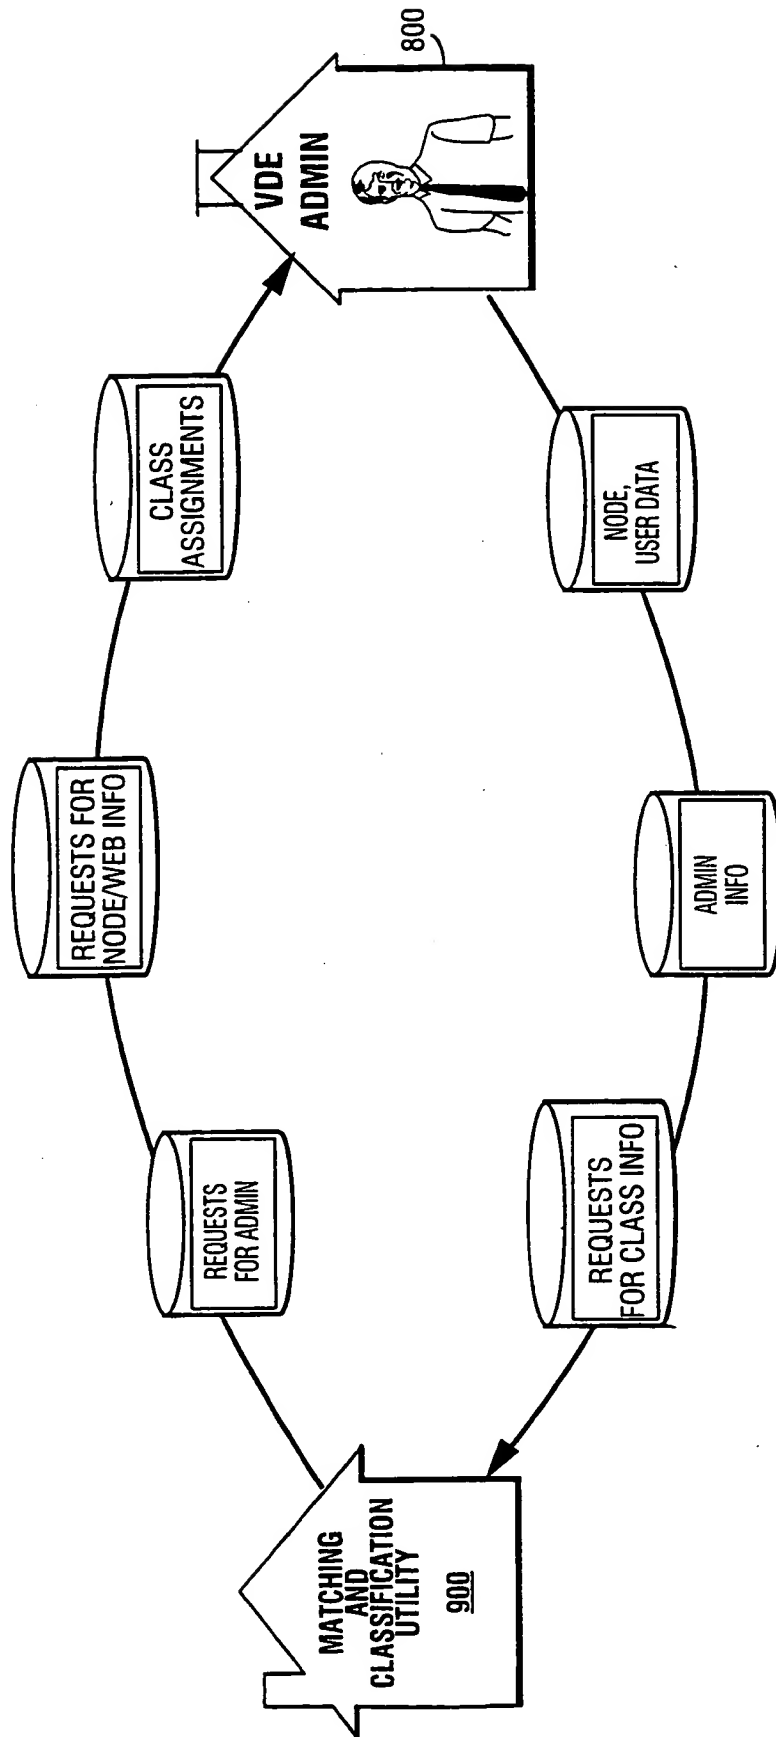 REQUESTS FOR
NODE/WEB INFO
REQUESTS
FOR ADMIN
CLASS
ASSIGNMENTS
MATCHING
AND
CLASSIFICATION
UTILITY
900
VDE
ADMIN
800
REQUESTS
FOR CLASS INFO
NODE,
USER DATA
ADMIN
INFO